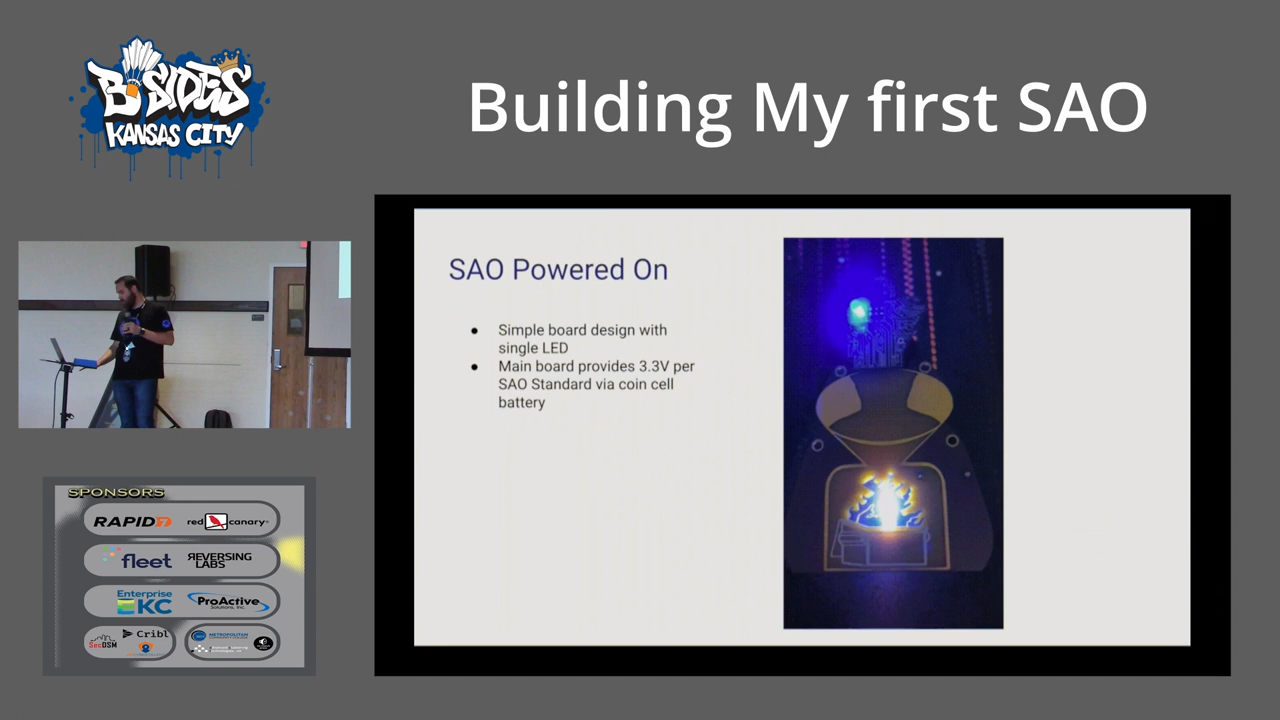 B SIDES
KANSAS CITY
Building My first SAO
SAO Powered On
● Simple board design with
single LED
● Main board provides 3.3V per
SAO Standard via coin cell
battery
SPONSORS
RAPID7
red canary
fleet
REVERSING
LABS
Enterprise
KC
ProActive
Solutions, Inc.
SecDSM
Cribl
METROPOLITAN